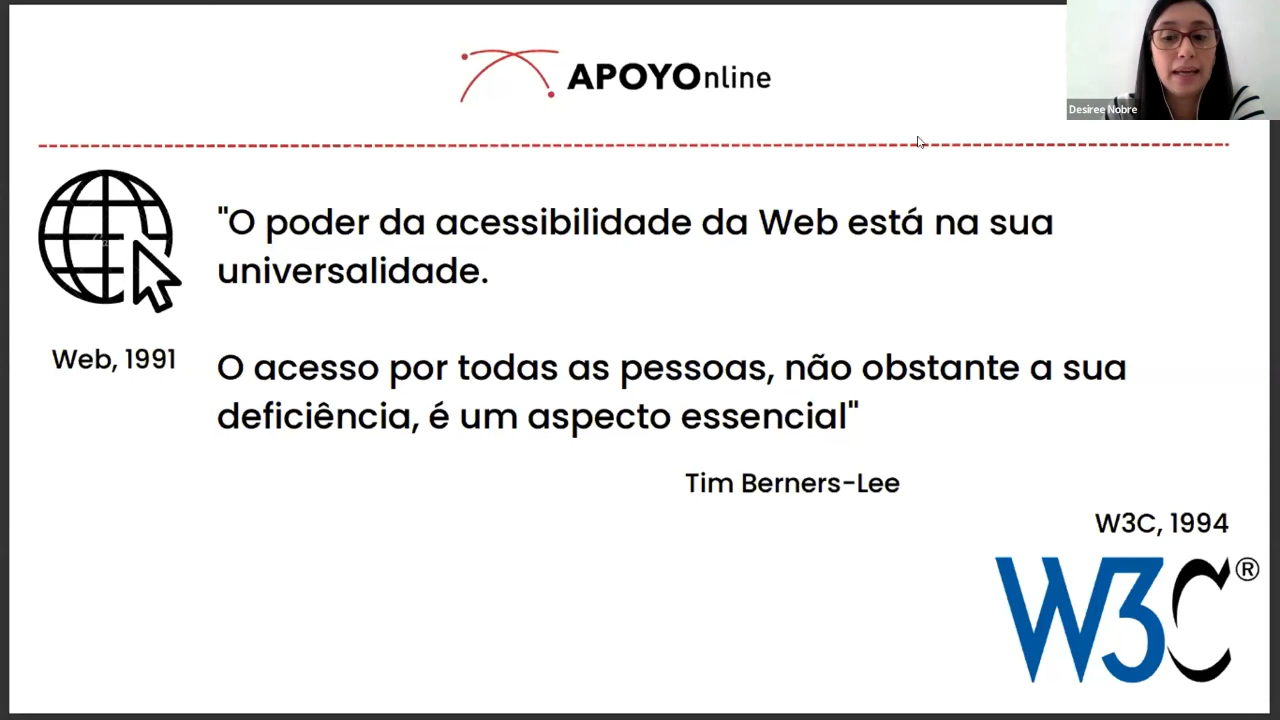 APOYOnline
Desiree Nobre
"O poder da acessibilidade da Web está na sua
universalidade.
Web, 1991
O acesso por todas as pessoas, não obstante a sua
deficiência, é um aspecto essencial"
Tim Berners-Lee
W3C, 1994
W3C®